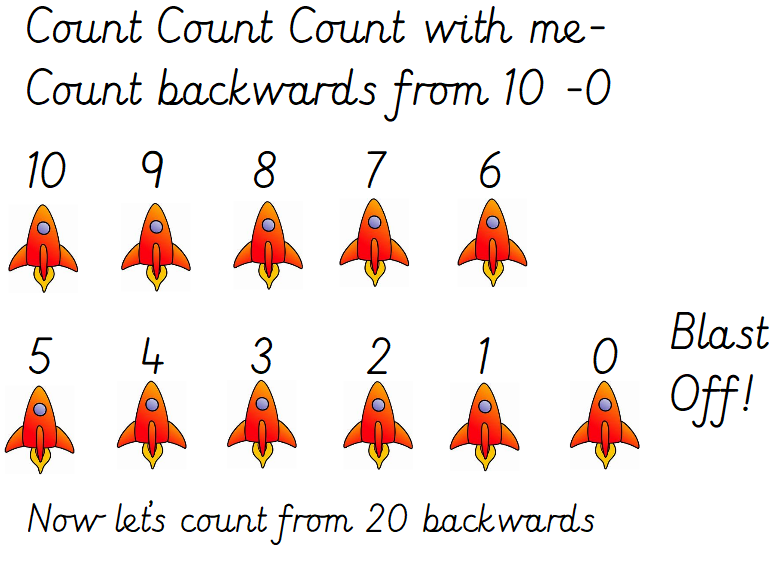 Count Count Count with me-
Count backwards from 10 -0
10 9 8 7 6
5 4 3 2 1 0
Blast
Off!
Now let's count from 20 backwards